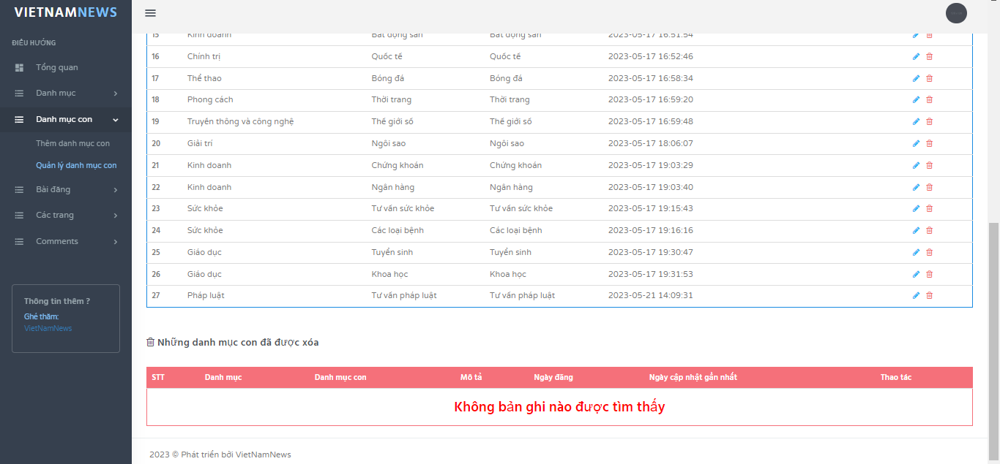 VIETNAMNEWS
ĐIỀU HƯỚNG
Tổng quan
Danh mục
Danh mục con
Thêm danh mục con
Quản lý danh mục con
Bài đăng
Các trang
Comments
Thông tin thêm ?
Ghé thăm:
VietNamNews
15 Kinh doanh Bất động sản Bất động sản 2023-05-17 16:51:54
16 Chính trị Quốc tế Quốc tế 2023-05-17 16:52:46
17 Thể thao Bóng đá Bóng đá 2023-05-17 16:58:34
18 Phong cách Thời trang Thời trang 2023-05-17 16:59:20
19 Truyền thông và công nghệ Thế giới số Thế giới số 2023-05-17 16:59:48
20 Giải trí Ngôi sao Ngôi sao 2023-05-17 18:06:07
21 Kinh doanh Chứng khoán Chứng khoán 2023-05-17 19:03:29
22 Kinh doanh Ngân hàng Ngân hàng 2023-05-17 19:03:40
23 Sức khỏe Tư vấn sức khỏe Tư vấn sức khỏe 2023-05-17 19:15:43
24 Sức khỏe Các loại bệnh Các loại bệnh 2023-05-17 19:16:16
25 Giáo dục Tuyển sinh Tuyển sinh 2023-05-17 19:30:47
26 Giáo dục Khoa học Khoa học 2023-05-17 19:31:53
27 Pháp luật Tư vấn pháp luật Tư vấn pháp luật 2023-05-21 14:09:31
Những danh mục con đã được xóa
STT Danh mục Danh mục con Mô tả Ngày đăng Ngày cập nhật gần nhất Thao tác
Không bản ghi nào được tìm thấy
2023 © Phát triển bởi VietNamNews